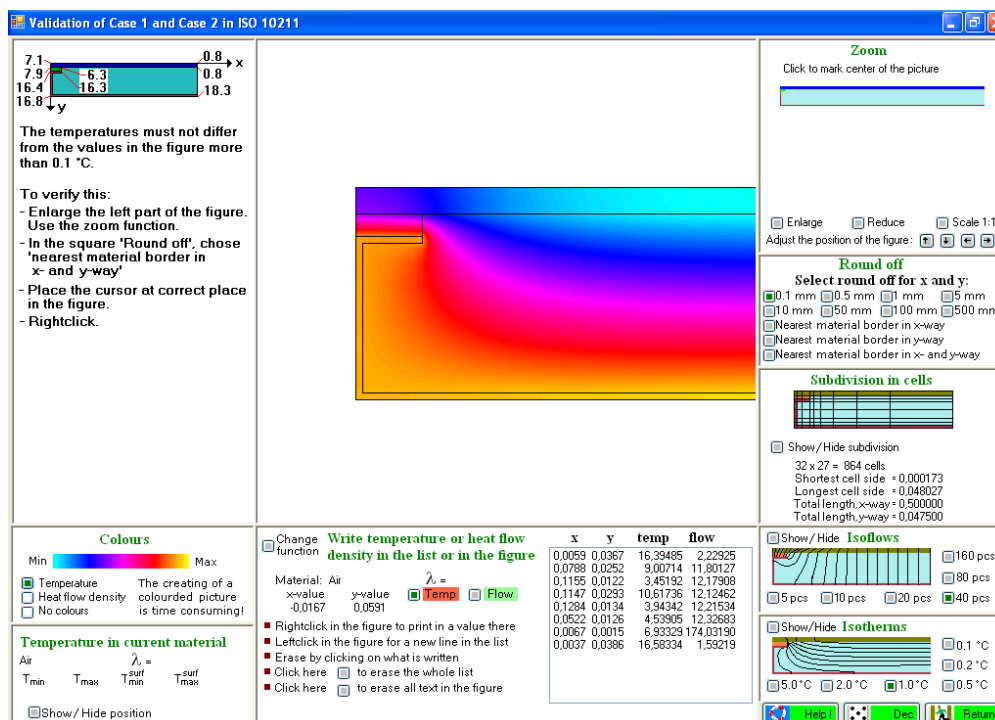 Validation of Case 1 and Case 2 in ISO 10211
7.1
7.9
16.4
16.8
6.3
16.3
0.8
x
0.8
18.3
y
The temperatures must not differ
from the values in the figure more
than 0.1 °C.
To verify this:
- Enlarge the left part of the figure.
Use the zoom function.
- In the square 'Round off', chose
'nearest material border in
x- and y-way'
- Place the cursor at correct place
in the figure.
- Rightclick.
Zoom
Click to mark center of the picture
Enlarge Reduce Scale 1:1
Adjust the position of the figure:
Round off
Select round off for x and y:
0.1 mm 0.5 mm 1 mm 5 mm
10 mm 50 mm 100 mm 500 mm
Nearest material border in x-way
Nearest material border in y-way
Nearest material border in x- and y-way
Subdivision in cells
Show/Hide subdivision
32 x 27 = 864 cells
Shortest cell side = 0,000173
Longest cell side = 0,048027
Total length, x-way = 0,500000
Total length, y-way = 0,047500
Colours
Min Max
Temperature
Heat flow density
No colours
The creating of a
colourded picture
is time consuming!
Temperature in current material
Air λ =
Tmin Tmax Tmin surf Tmax surf
Show / Hide position
Change
function
Write temperature or heat flow
density in the list or in the figure
Material: Air λ =
x-value y-value Temp Flow
-0,0167 0,0591
Rightclick in the figure to print in a value there
Leftclick in the figure for a new line in the list
Erase by clicking on what is written
Click here to erase the whole list
Click here to erase all text in the figure
x y temp flow
0,0059 0,0367 16,39485 2,22925
0,0788 0,0252 9,00714 11,80127
0,1155 0,0122 3,45192 12,17908
0,1147 0,0293 10,61736 12,12462
0,1284 0,0134 3,94342 12,21534
0,0522 0,0126 4,53905 12,32683
0,0067 0,0015 6,93329 174,03190
0,0037 0,0386 16,58334 1,59219
Show/Hide Isoflows
160 pcs
80 pcs
5 pcs 10 pcs 20 pcs 40 pcs
Show/Hide Isotherms
0.1 °C
0.2 °C
5.0°C 2.0 °C 1.0°C 0.5°C
Help! Dec Return